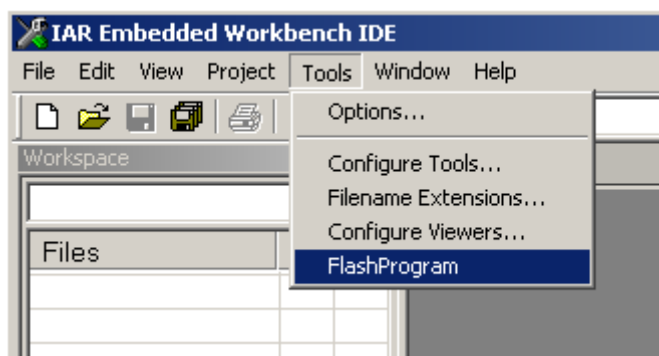 IAR Embedded Workbench IDE
File Edit View Project Tools Window Help
Options...
Workspace
Configure Tools...
Filename Extensions...
Configure Viewers...
Files
FlashProgram